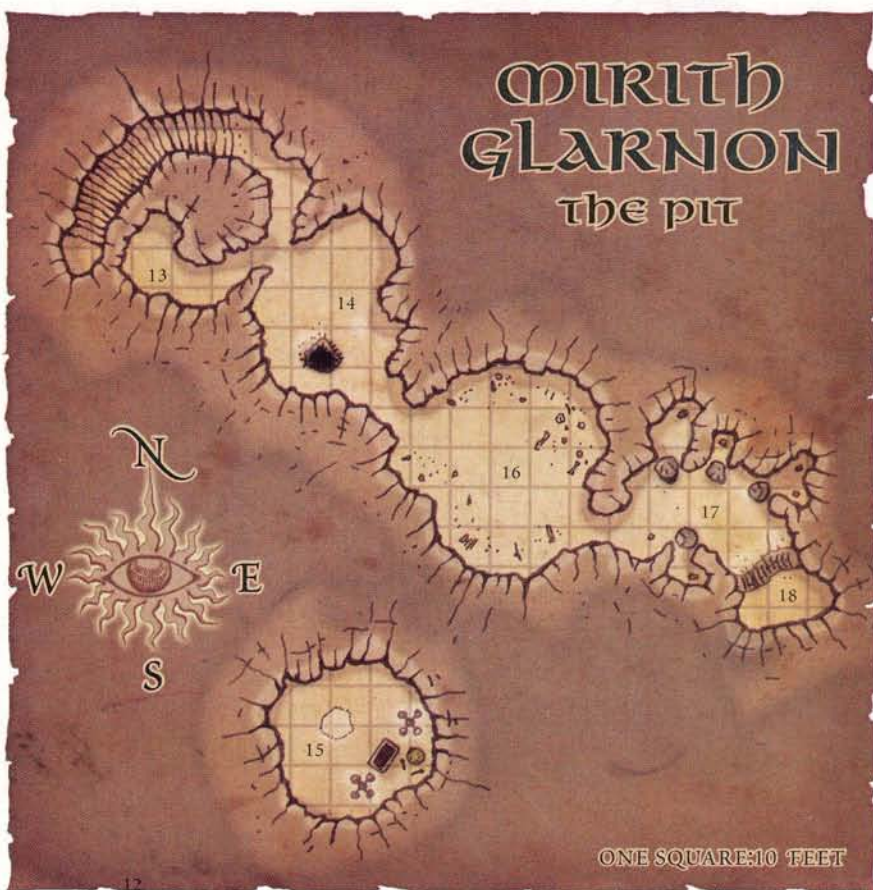 MIRITH
GLARNON
THE PIT
13
14
16
17
18
N
W E
S
15
ONE SQUARE:10 FEET
12